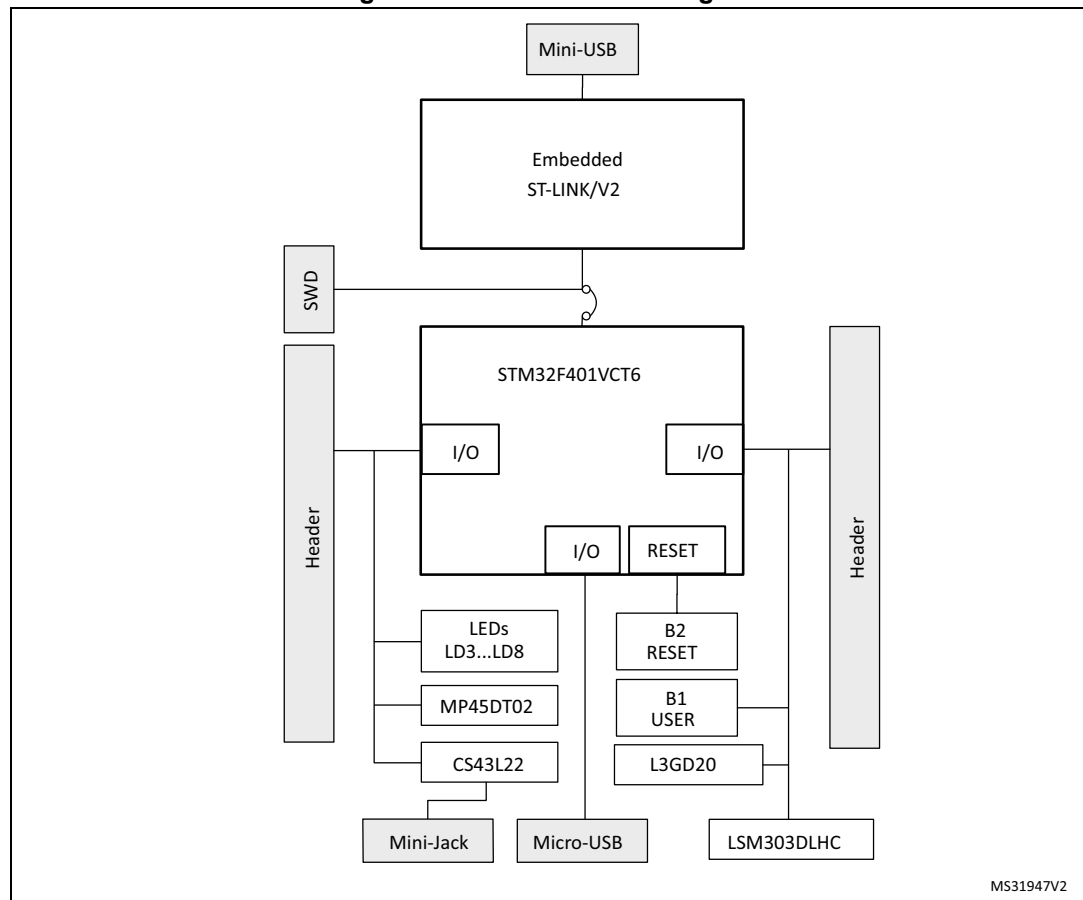 Mini-USB
Embedded
ST-LINK/V2
SWD
STM32F401VCT6
I/O
I/O
Header
Header
I/O
RESET
LEDs
LD3...LD8
B2
RESET
MP45DT02
B1
USER
CS43L22
L3GD20
Mini-Jack
Micro-USB
LSM303DLHC
MS31947V2